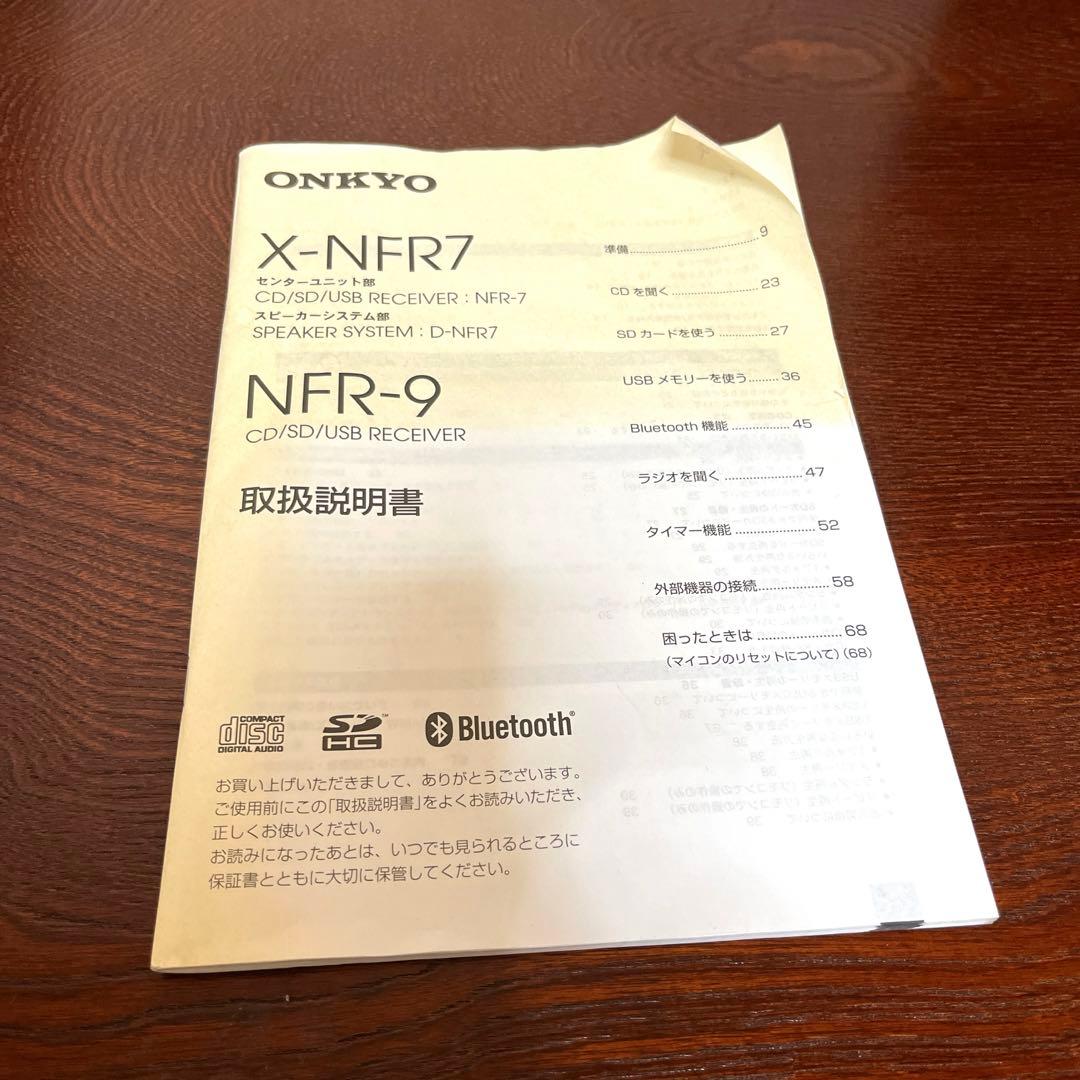 ONKYO
X-NFR7
センターユニット部
CD/SD/USB RECEIVER : NFR-7
スピーカーシステム部
SPEAKER SYSTEM : D-NFR7
NFR-9
CD/SD/USB RECEIVER
取扱説明書
準備..............................9
CDを聞く.....................23
SDカードを使う...............27
USBメモリーを使う.........36
Bluetooth 機能.................45
ラジオを聞く.....................47
タイマー機能.....................52
外部機器の接続...................58
困ったときは......................68
(マイコンのリセットについて)(68)
COMPACT
disc
DIGITAL AUDIO
SD™
HC
Bluetooth®
お買い上げいただきまして、ありがとうございます。
ご使用前にこの「取扱説明書」をよくお読みいただき、
正しくお使いください。
お読みになったあとは、いつでも見られるところに
保証書とともに大切に保管してください。